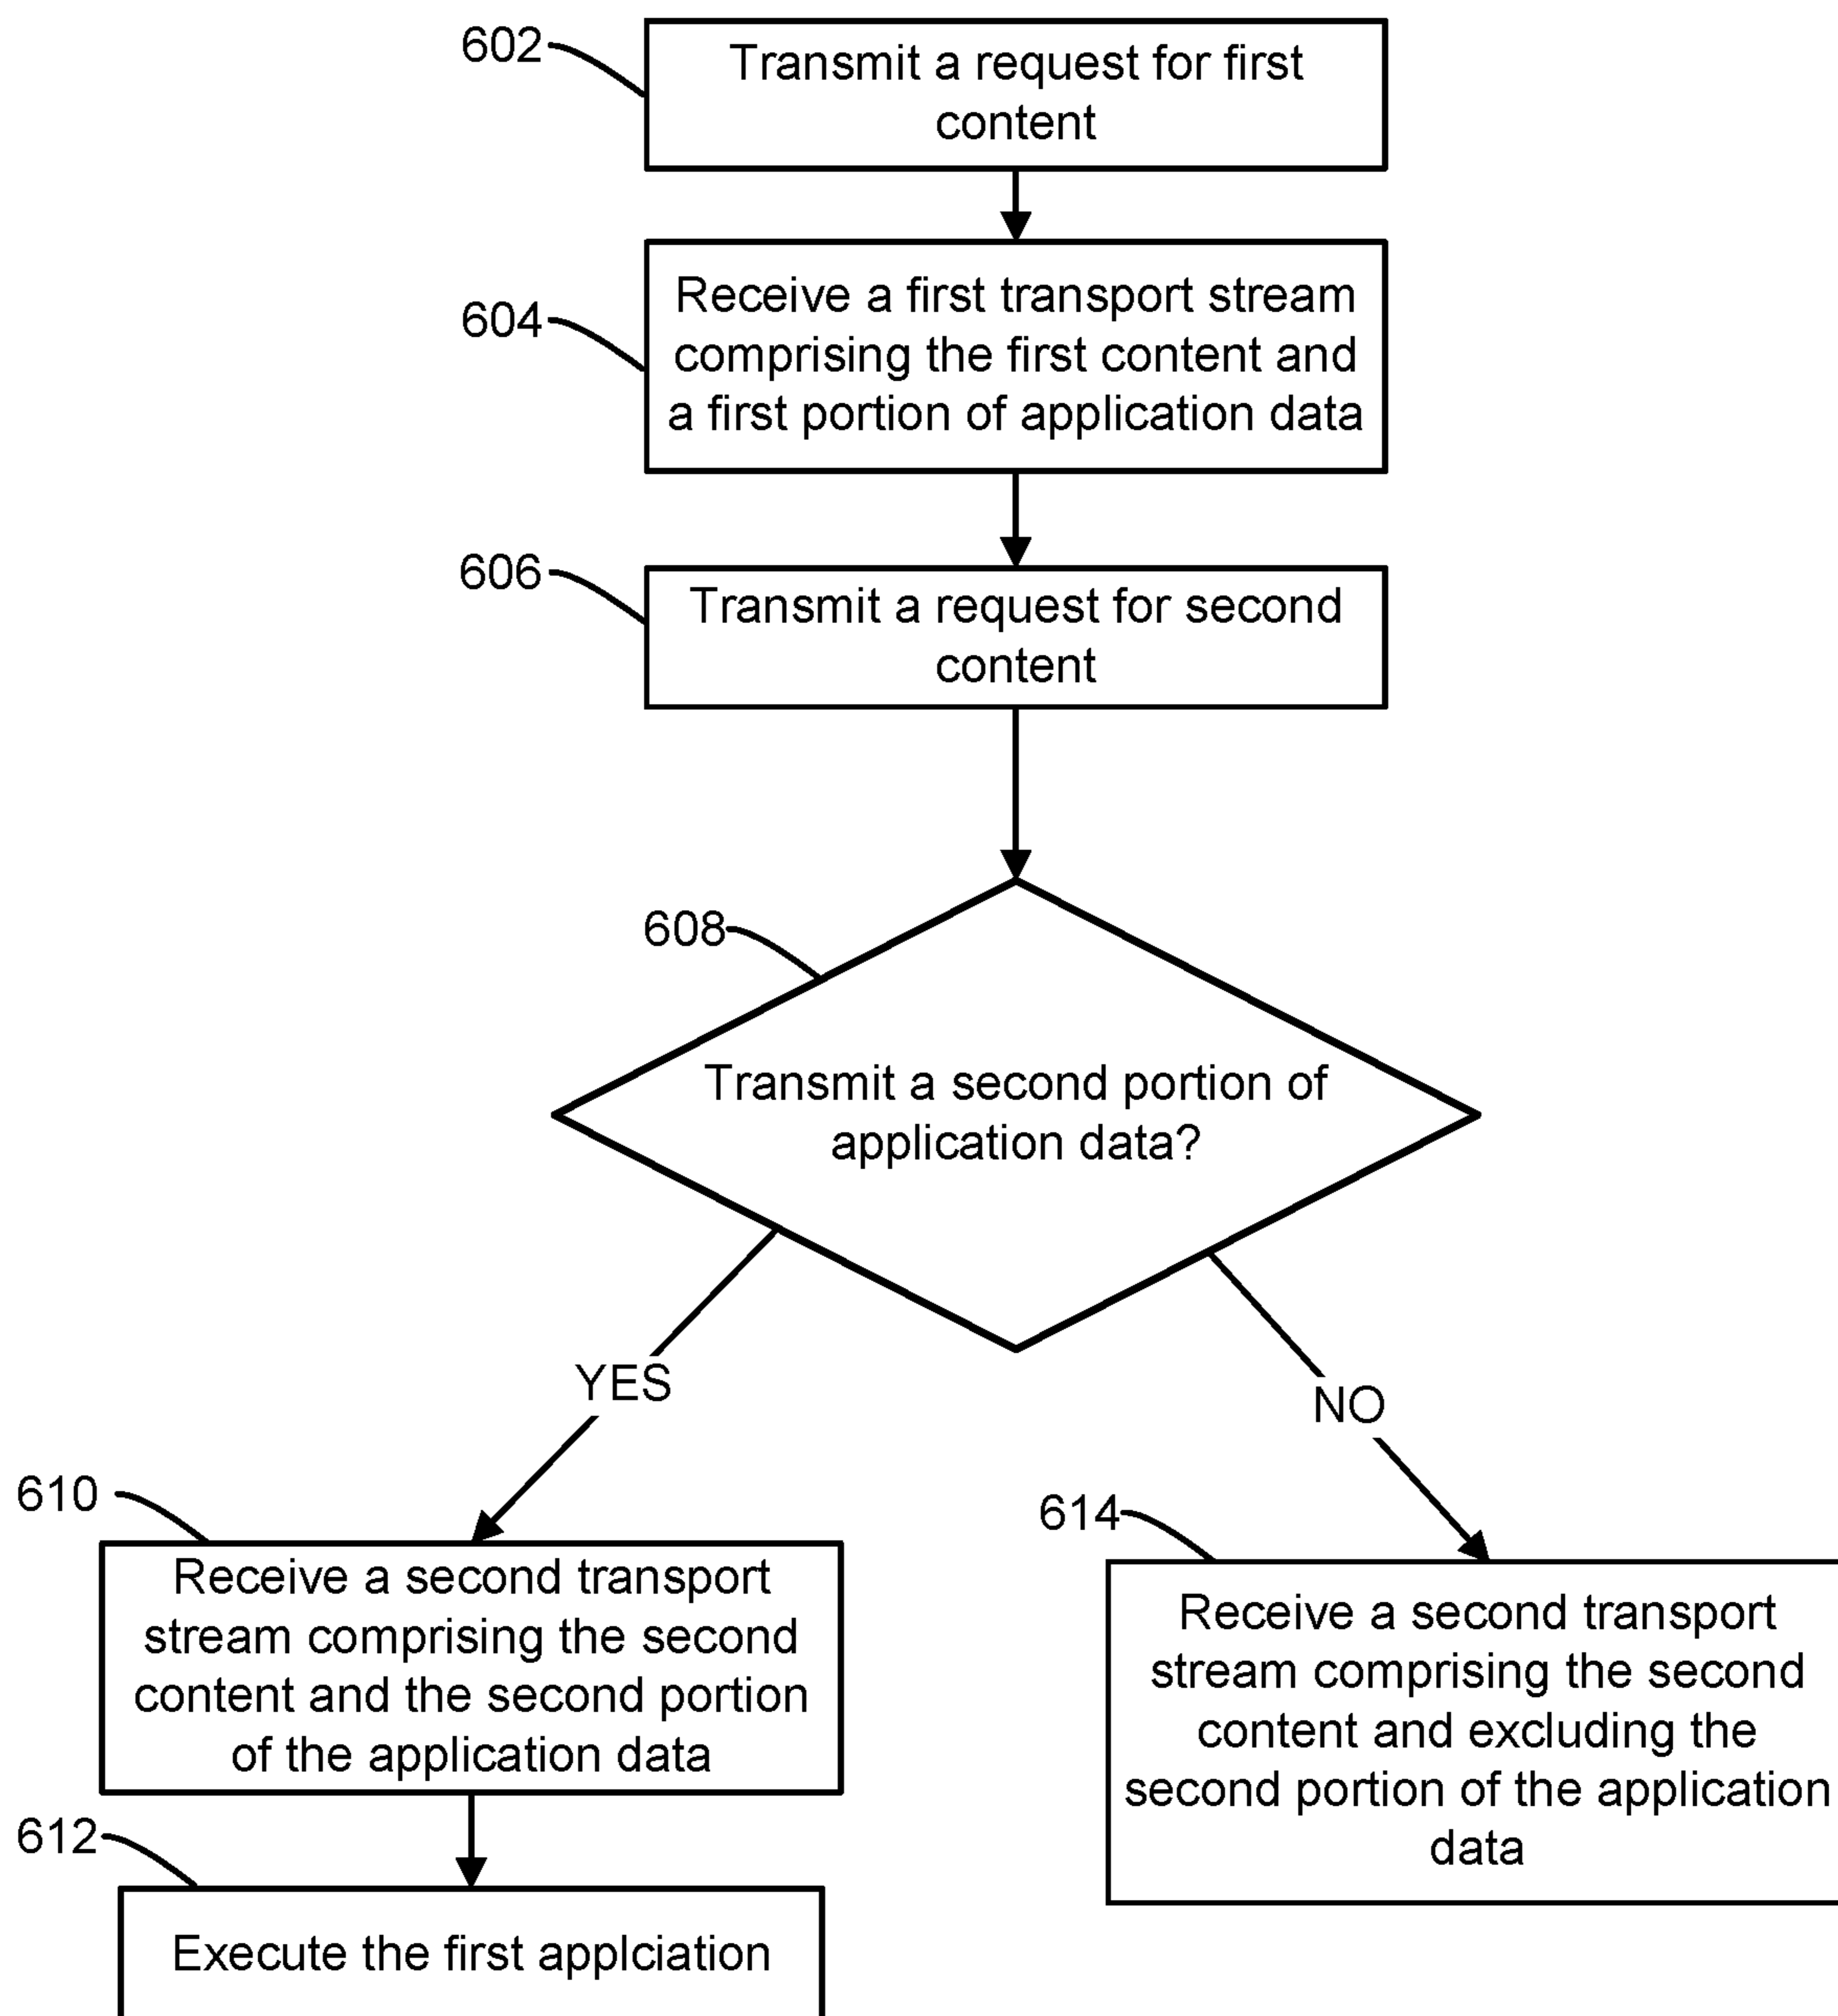 602
Transmit a request for first
content
604
Receive a first transport stream
comprising the first content and
a first portion of application data
606
Transmit a request for second
content
608
Transmit a second portion of
application data?
YES
NO
610
Receive a second transport
stream comprising the second
content and the second portion
of the application data
614
Receive a second transport
stream comprising the second
content and excluding the
second portion of the application
data
612
Execute the first applciation